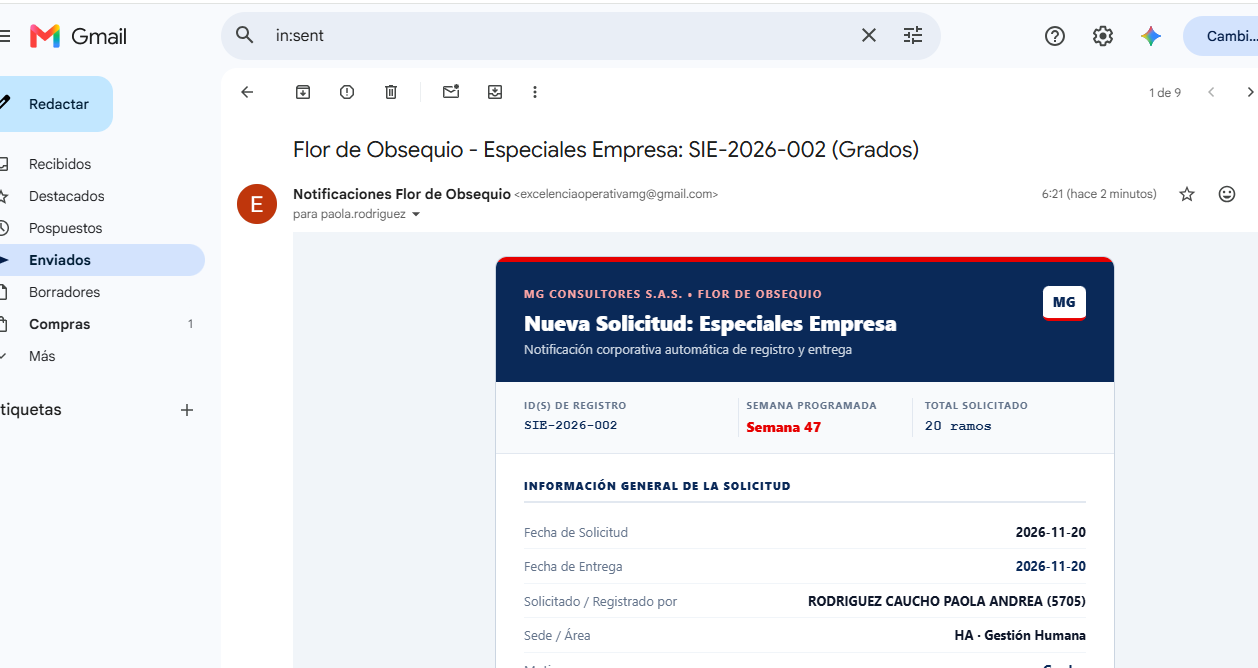 Gmail
in:sent
Cambi...
Redactar
1 de 9
Recibidos
Destacados
Pospuestos
Enviados
Borradores
Compras 1
Más
tiquetas
Flor de Obsequio - Especiales Empresa: SIE-2026-002 (Grados)
E
Notificaciones Flor de Obsequio <excelenciaoperativamg@gmail.com>
6:21 (hace 2 minutos)
para paola.rodriguez
MG CONSULTORES S.A.S. • FLOR DE OBSEQUIO
Nueva Solicitud: Especiales Empresa
Notificación corporativa automática de registro y entrega
MG
ID(S) DE REGISTRO
SIE-2026-002
SEMANA PROGRAMADA
Semana 47
TOTAL SOLICITADO
20 ramos
INFORMACIÓN GENERAL DE LA SOLICITUD
Fecha de Solicitud 2026-11-20
Fecha de Entrega 2026-11-20
Solicitado / Registrado por RODRIGUEZ CAUCHO PAOLA ANDREA (5705)
Sede / Área HA · Gestión Humana